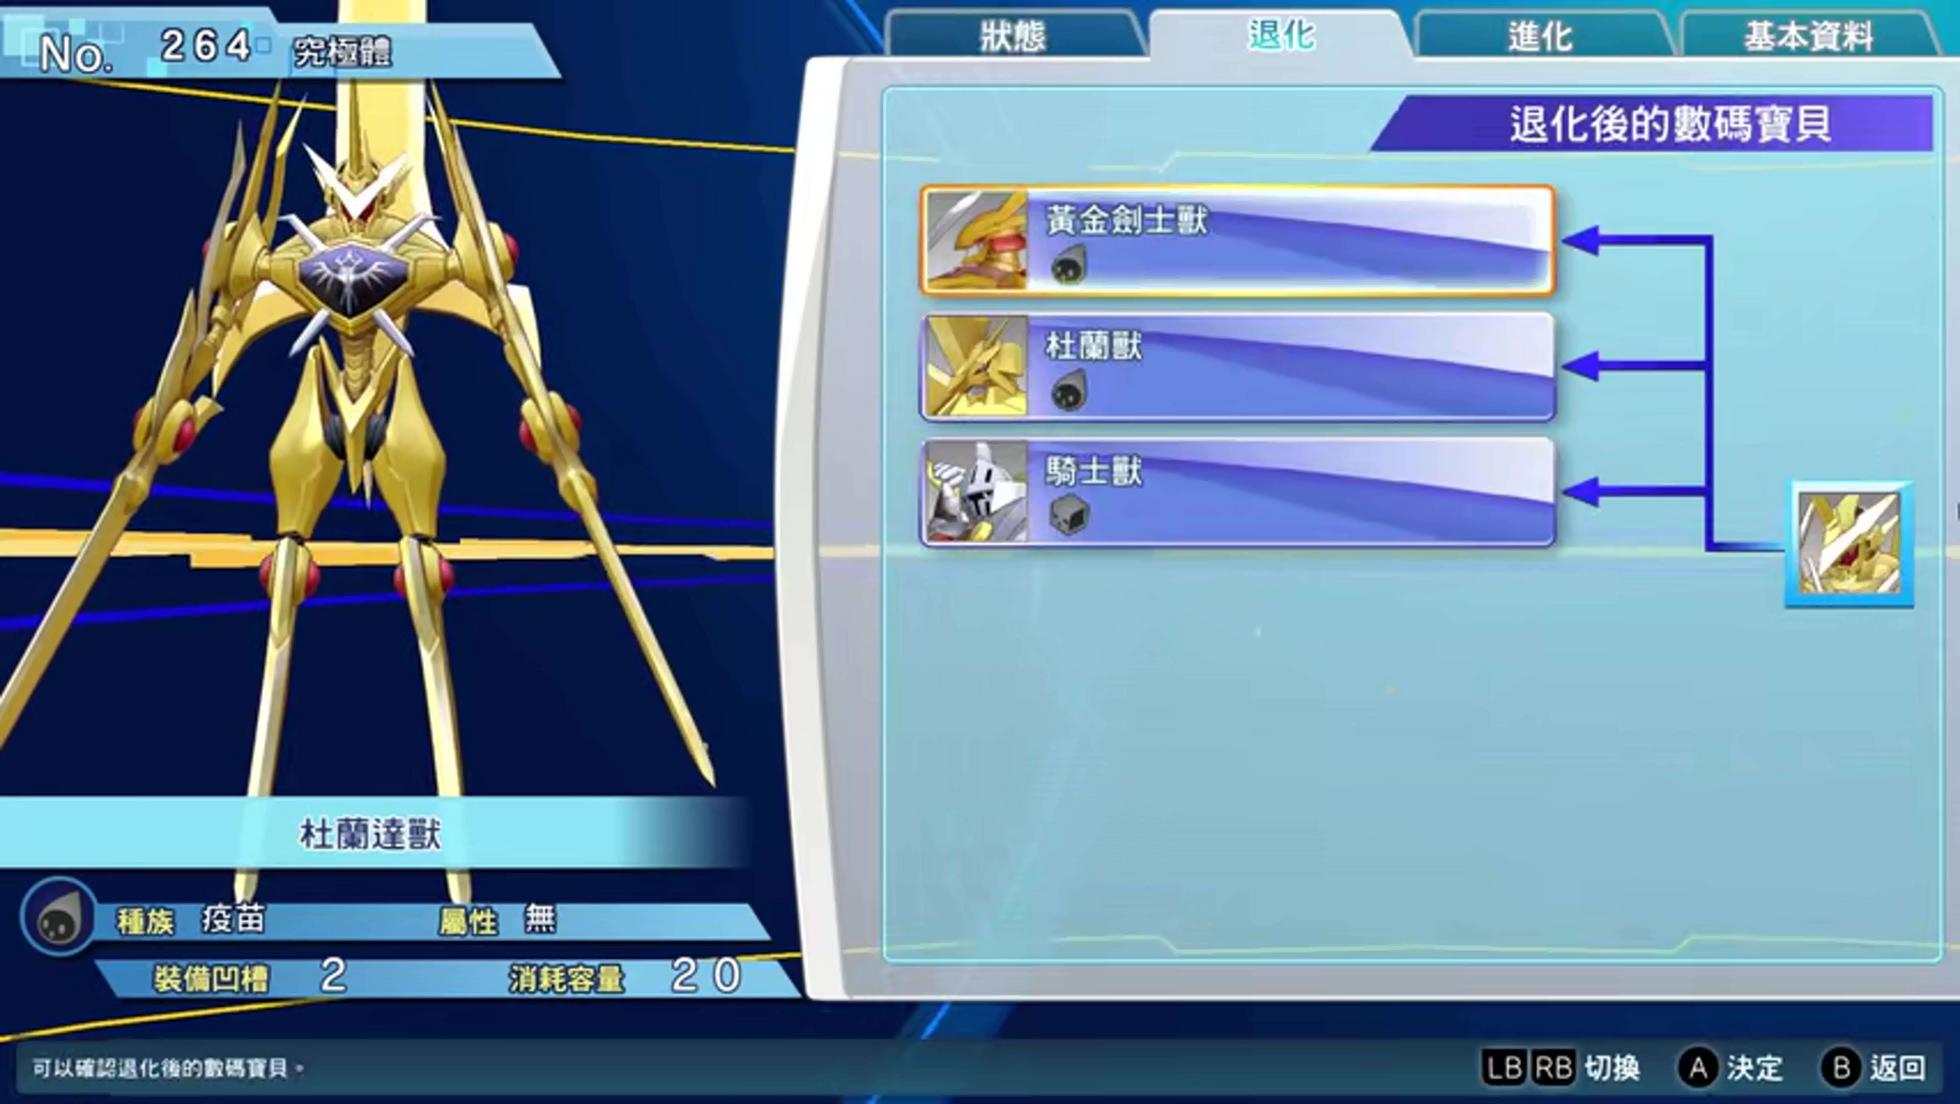 No. 264 究極體
狀態 退化 進化 基本資料
退化後的數碼寶貝
黃金劍士獸
杜蘭獸
騎士獸
杜蘭達獸
種族 疫苗 屬性 無
裝備凹槽 2 消耗容量 20
可以確認退化後的數碼寶貝。
LB RB 切換 A 決定 B 返回